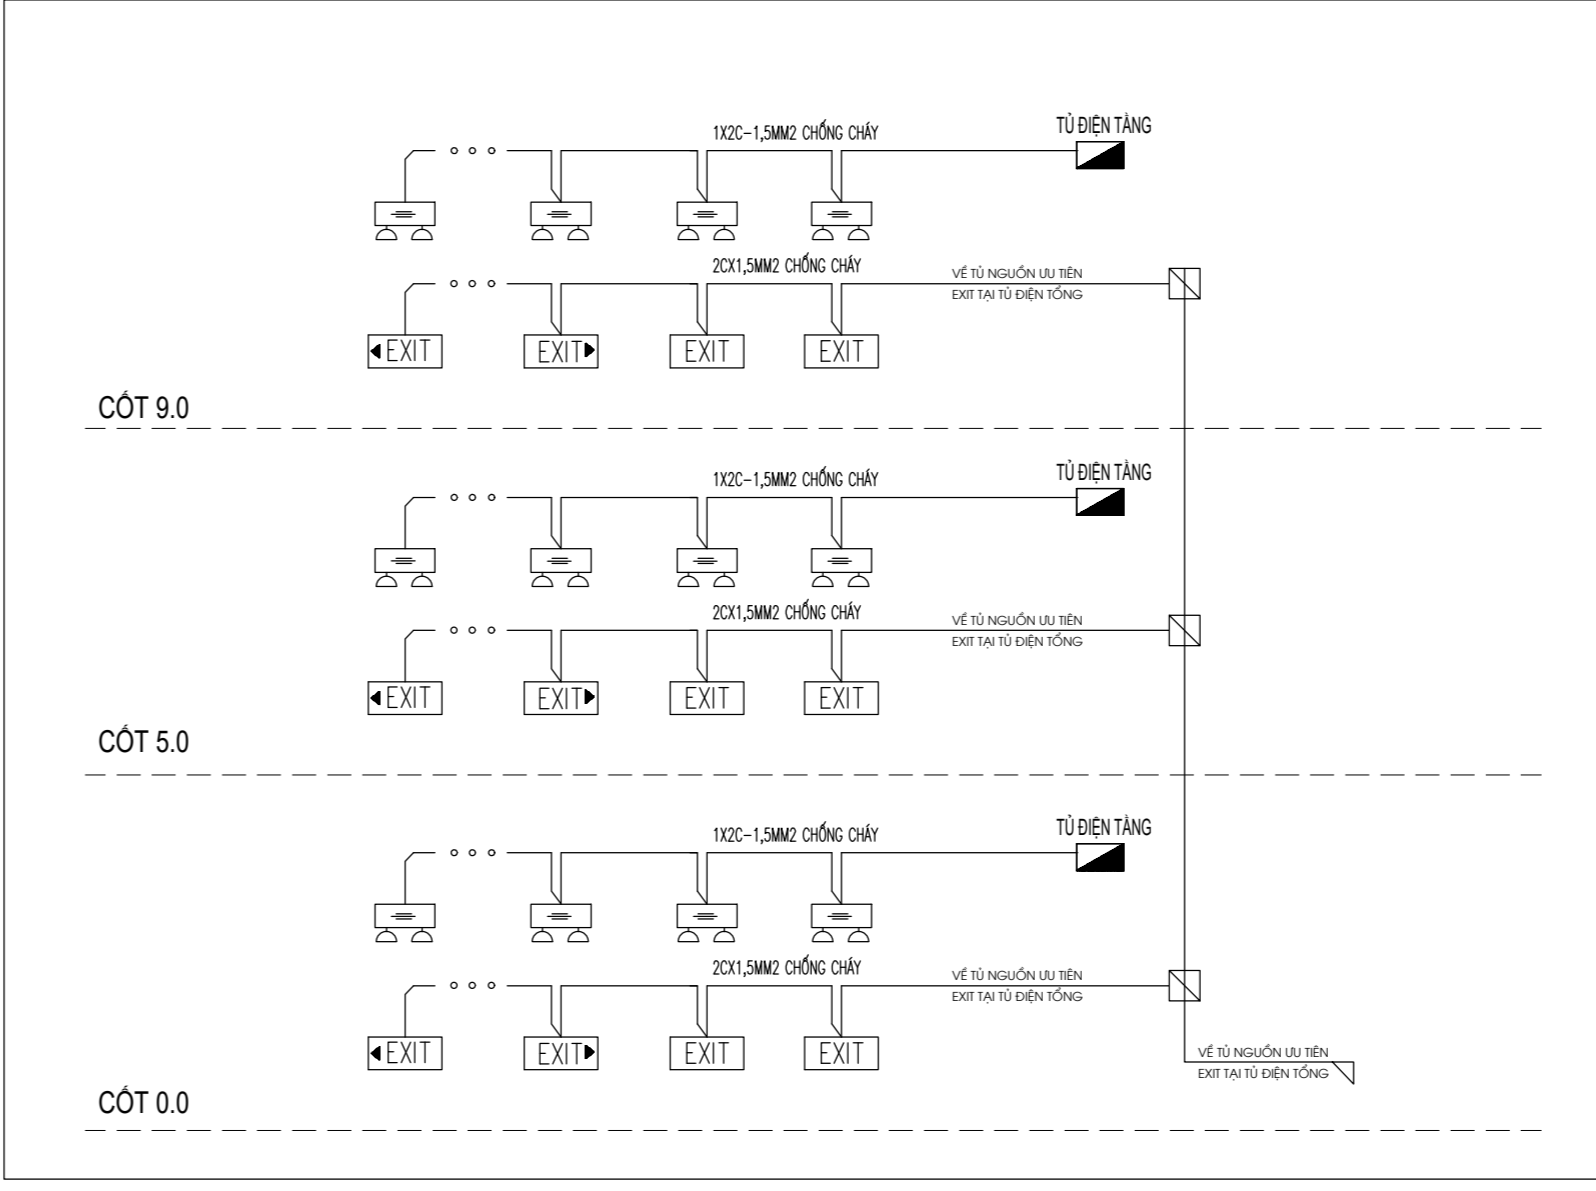 1X2C-1,5MM2 CHỐNG CHÁY
TỦ ĐIỆN TẦNG
2CX1,5MM2 CHỐNG CHÁY
VỀ TỦ NGUỒN ƯU TIÊN
EXIT TẠI TỦ ĐIỆN TỔNG
EXIT
EXIT
EXIT
EXIT
CỐT 9.0
1X2C-1,5MM2 CHỐNG CHÁY
TỦ ĐIỆN TẦNG
2CX1,5MM2 CHỐNG CHÁY
VỀ TỦ NGUỒN ƯU TIÊN
EXIT TẠI TỦ ĐIỆN TỔNG
EXIT
EXIT
EXIT
EXIT
CỐT 5.0
1X2C-1,5MM2 CHỐNG CHÁY
TỦ ĐIỆN TẦNG
2CX1,5MM2 CHỐNG CHÁY
VỀ TỦ NGUỒN ƯU TIÊN
EXIT TẠI TỦ ĐIỆN TỔNG
EXIT
EXIT
EXIT
EXIT
VỀ TỦ NGUỒN ƯU TIÊN
EXIT TẠI TỦ ĐIỆN TỔNG
CỐT 0.0